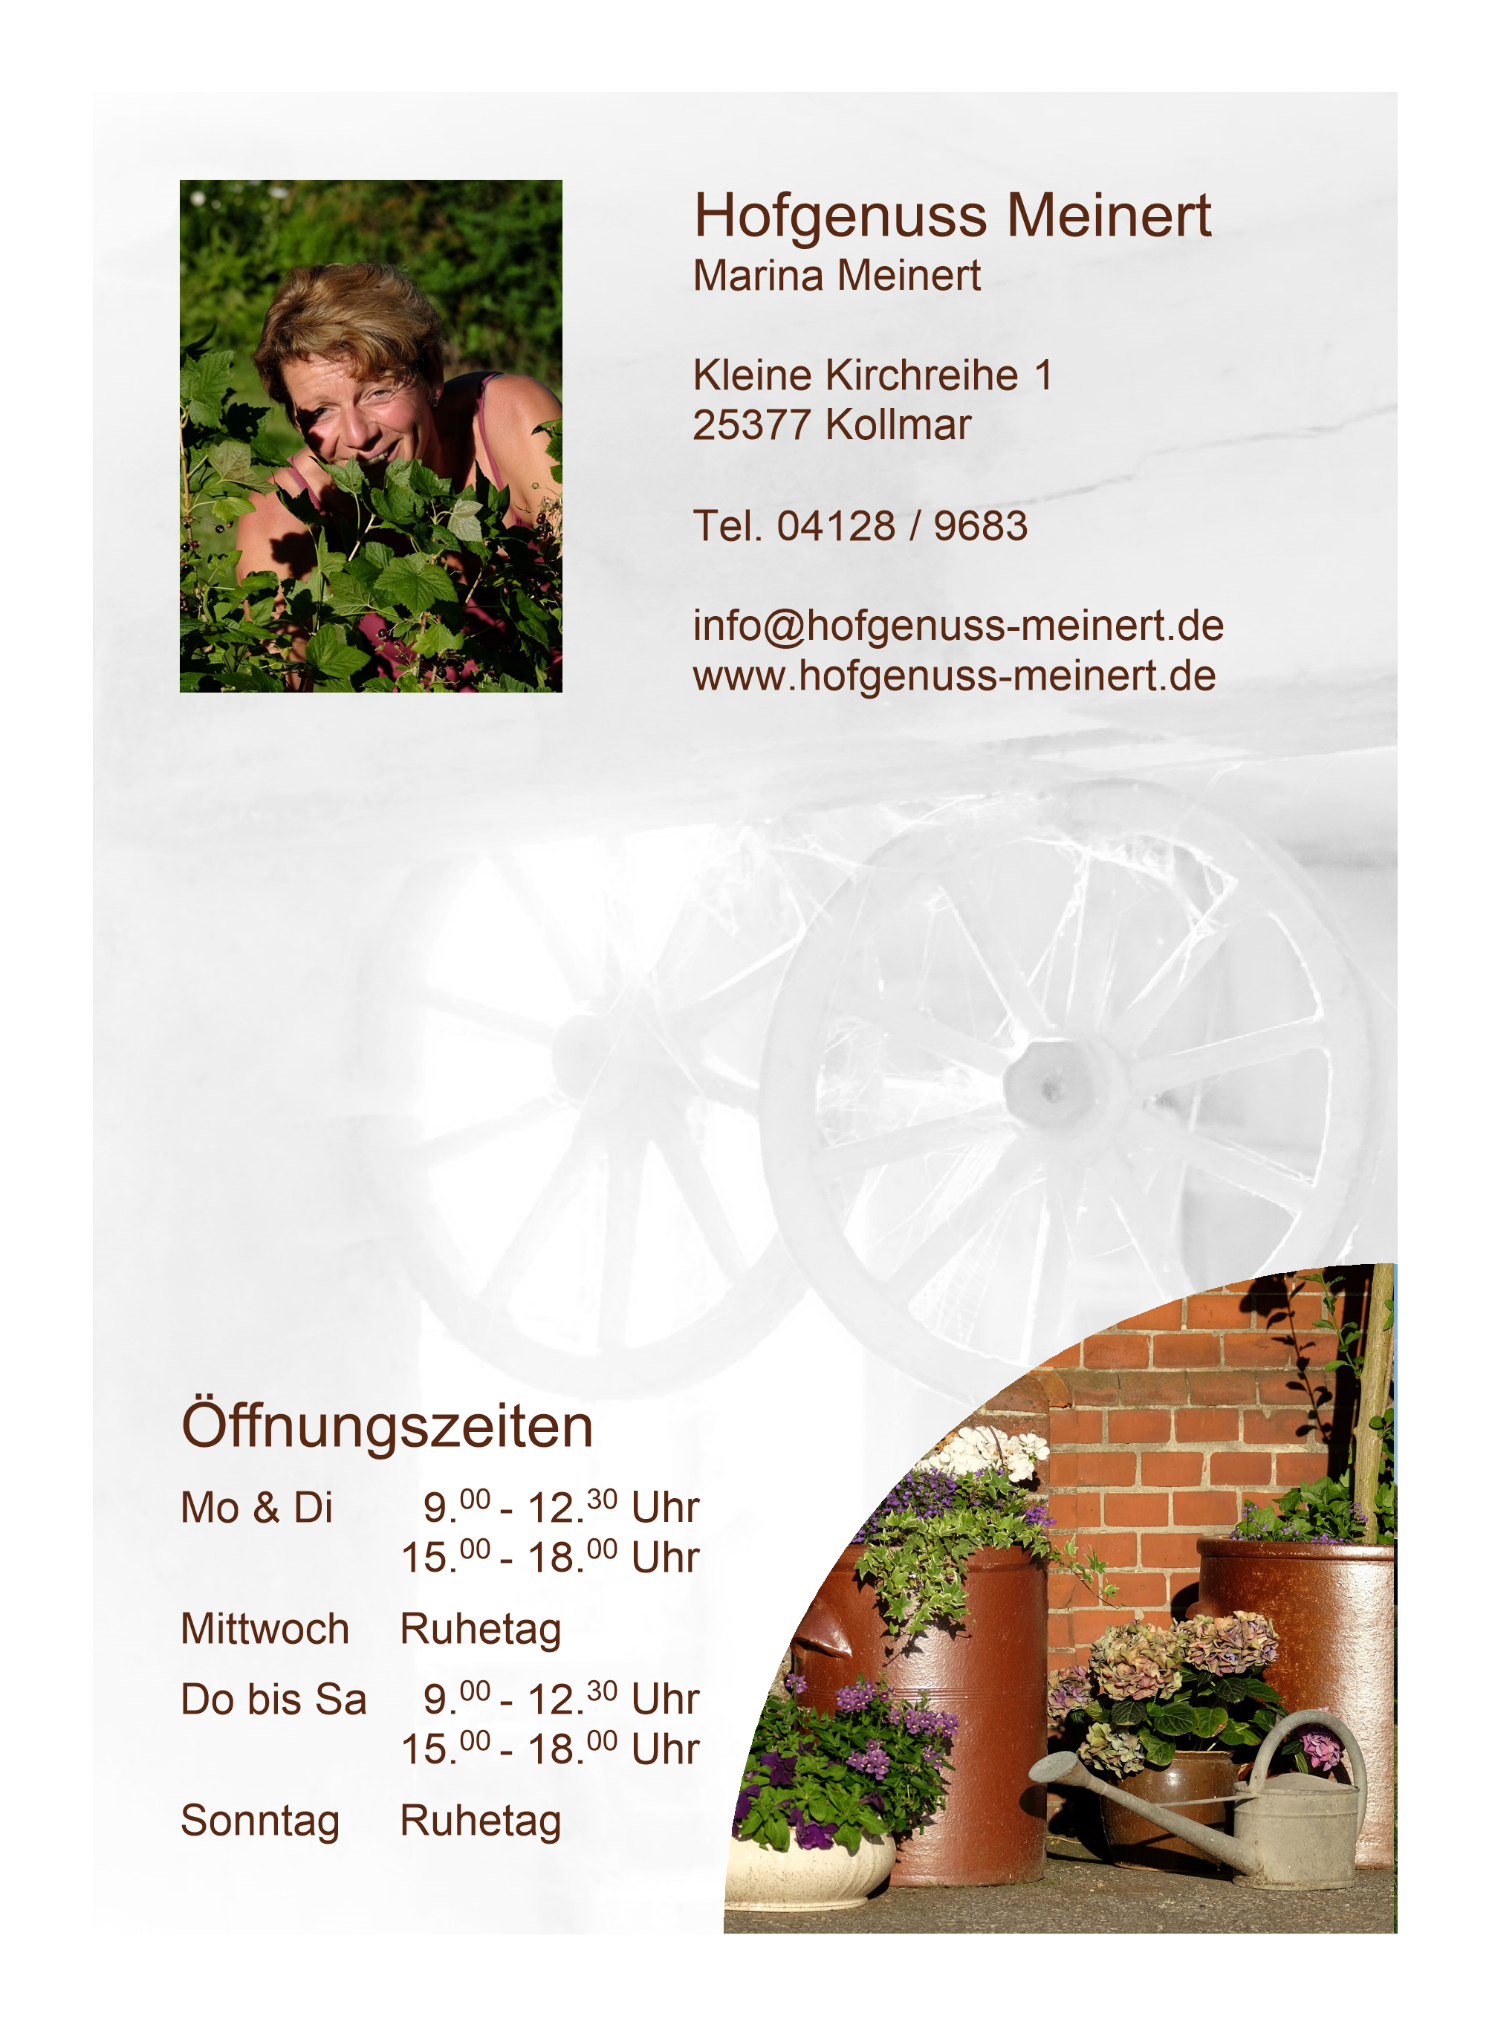 Hofgenuss Meinert
Marina Meinert
Kleine Kirchreihe 1
25377 Kollmar
Tel. 04128 / 9683
info@hofgenuss-meinert.de
www.hofgenuss-meinert.de
Öffnungszeiten
Mo & Di 9.00 - 12.30 Uhr
15.00 - 18.00 Uhr
Mittwoch Ruhetag
Do bis Sa 9.00 - 12.30 Uhr
15.00 - 18.00 Uhr
Sonntag Ruhetag